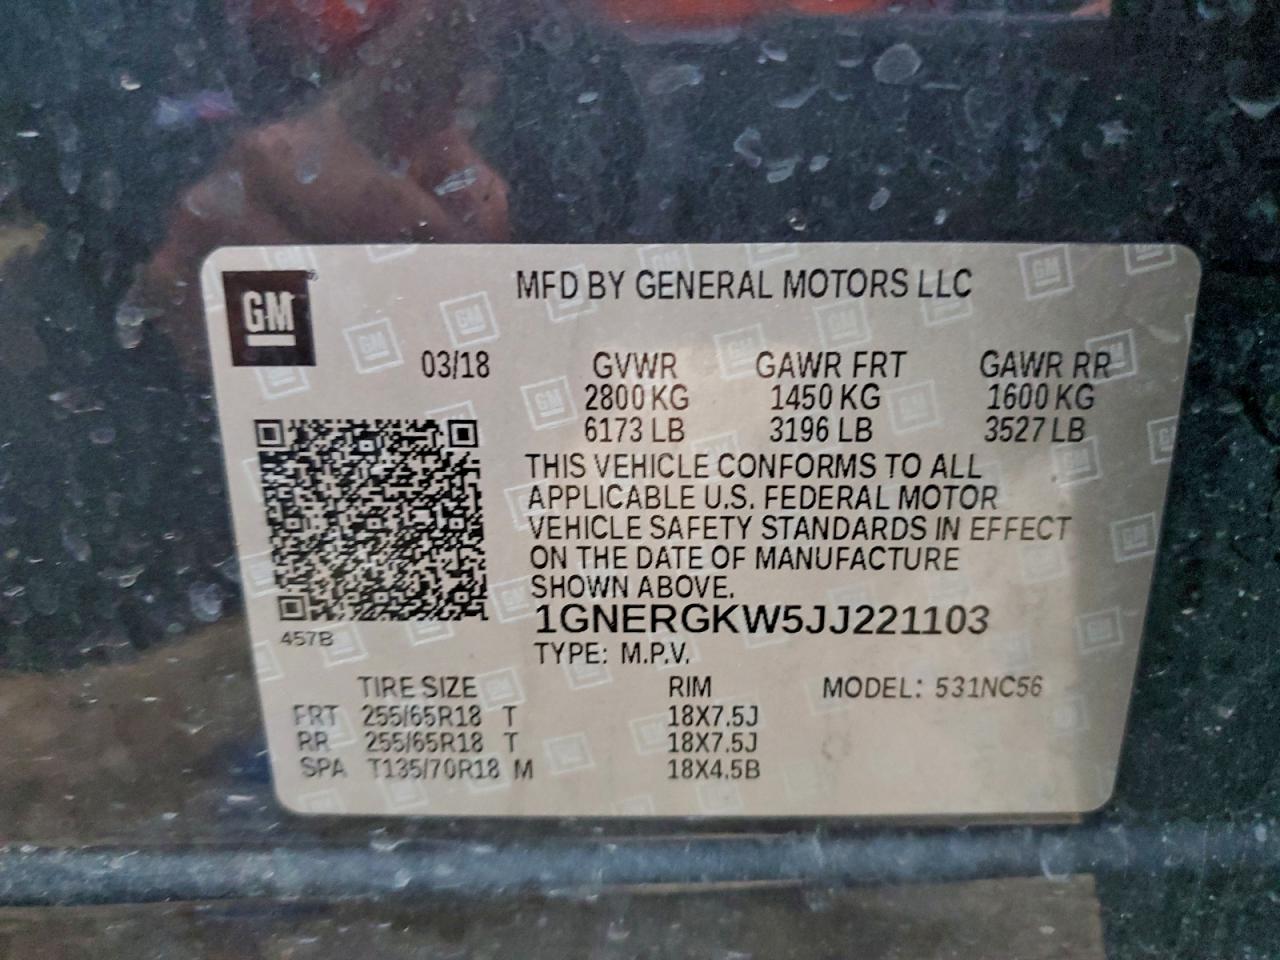 GM
MFD BY GENERAL MOTORS LLC
03/18 GVWR GAWR FRT GAWR RR
2800 KG 1450 KG 1600 KG
6173 LB 3196 LB 3527 LB
THIS VEHICLE CONFORMS TO ALL
APPLICABLE U.S. FEDERAL MOTOR
VEHICLE SAFETY STANDARDS IN EFFECT
ON THE DATE OF MANUFACTURE
SHOWN ABOVE.
1GNERGKW5JJ221103
457B
TYPE: M.P.V.
TIRE SIZE RIM MODEL: 531NC56
FRT 255/65R18 T 18X7.5J
RR 255/65R18 T 18X7.5J
SPA T135/70R18 M 18X4.5B